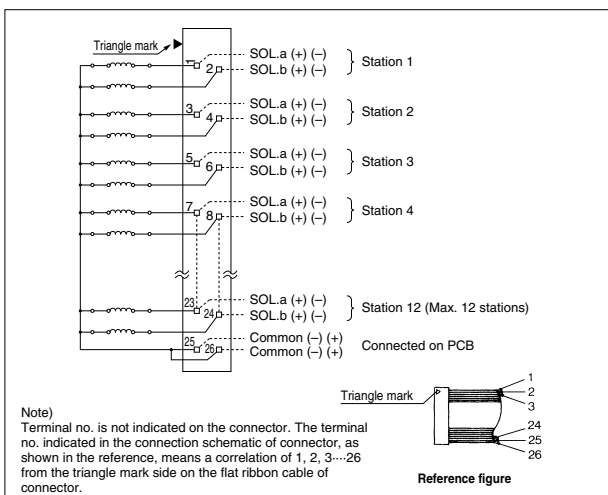 Triangle mark
1
SOL.a (+) (–)
2
SOL.b (+) (–)
Station 1
3
SOL.a (+) (–)
4
SOL.b (+) (–)
Station 2
5
SOL.a (+) (–)
6
SOL.b (+) (–)
Station 3
7
SOL.a (+) (–)
8
SOL.b (+) (–)
Station 4
23
SOL.a (+) (–)
24
SOL.b (+) (–)
Station 12 (Max. 12 stations)
25
Common (–) (+)
26
Common (–) (+)
Connected on PCB
Note)
Terminal no. is not indicated on the connector. The terminal
no. indicated in the connection schematic of connector, as
shown in the reference, means a correlation of 1, 2, 3····26
from the triangle mark side on the flat ribbon cable of
connector.
Triangle mark
1
2
3
24
25
26
Reference figure